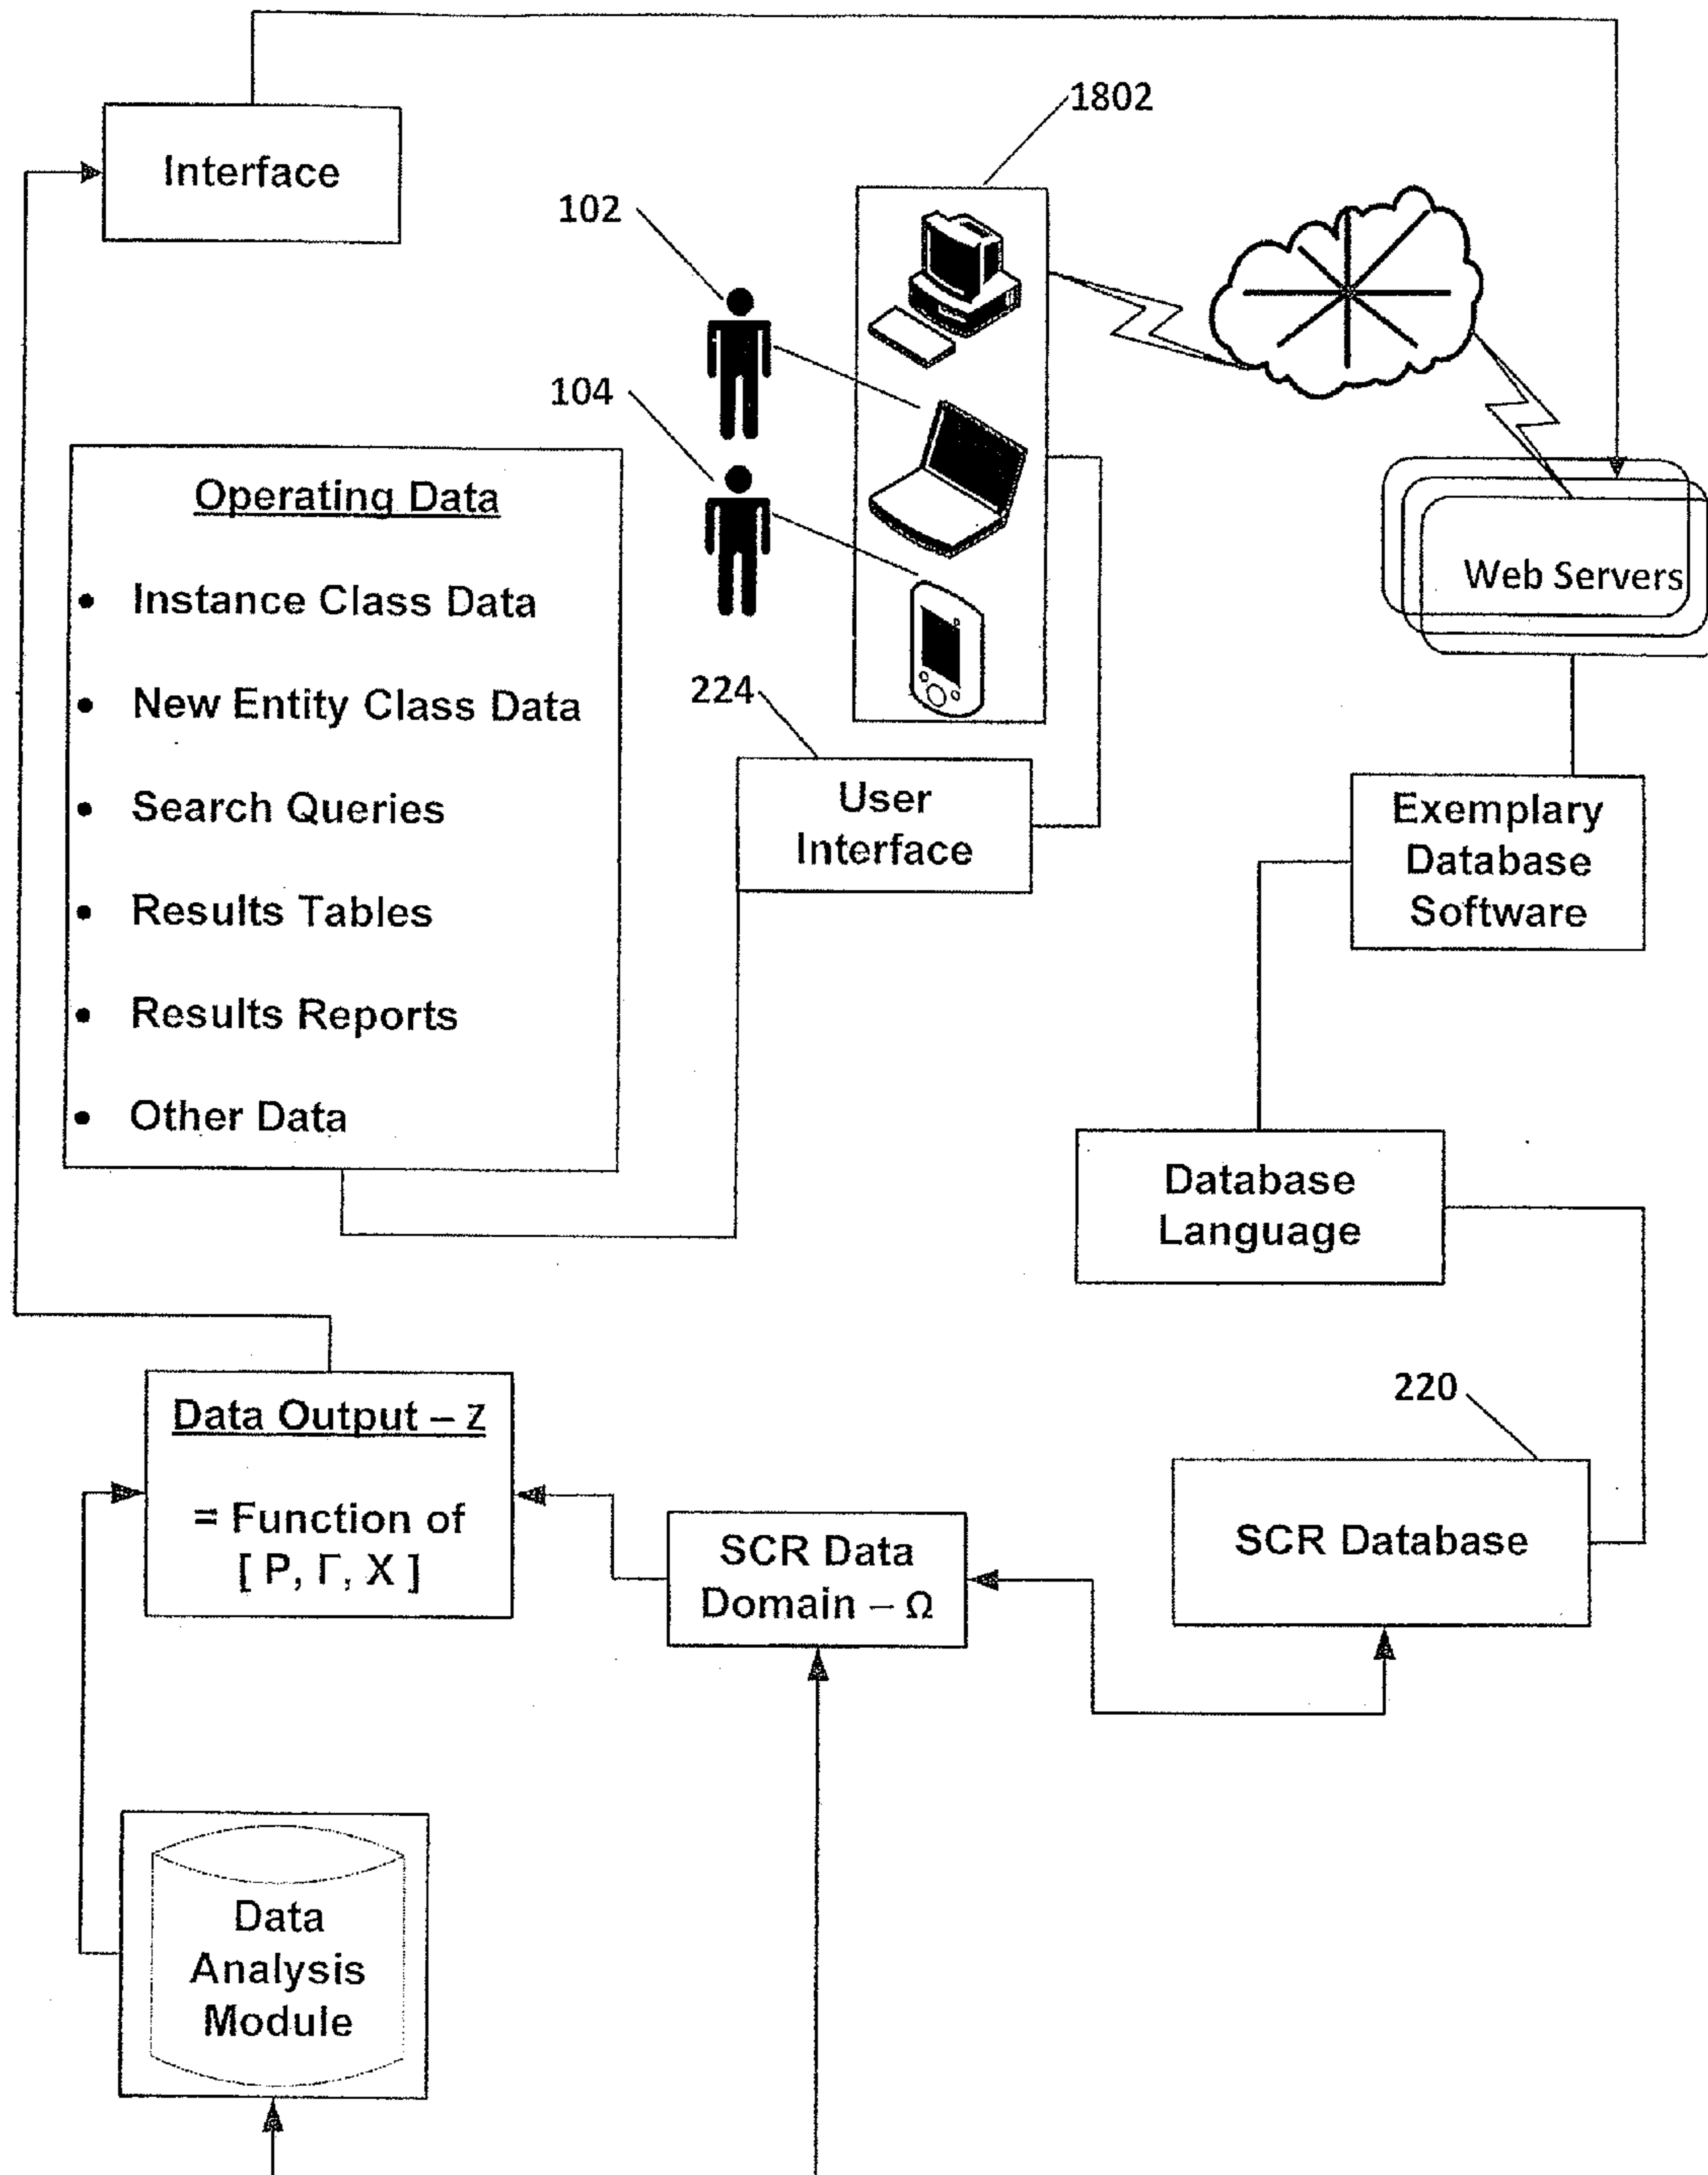 1802
Interface
102
104
Operating Data
• Instance Class Data
• New Entity Class Data
• Search Queries
• Results Tables
• Results Reports
• Other Data
224
User
Interface
Web Servers
Exemplary
Database
Software
Database
Language
220
SCR Database
Data Output – Z
= Function of
[ P, Γ, X ]
SCR Data
Domain – Ω
Data
Analysis
Module